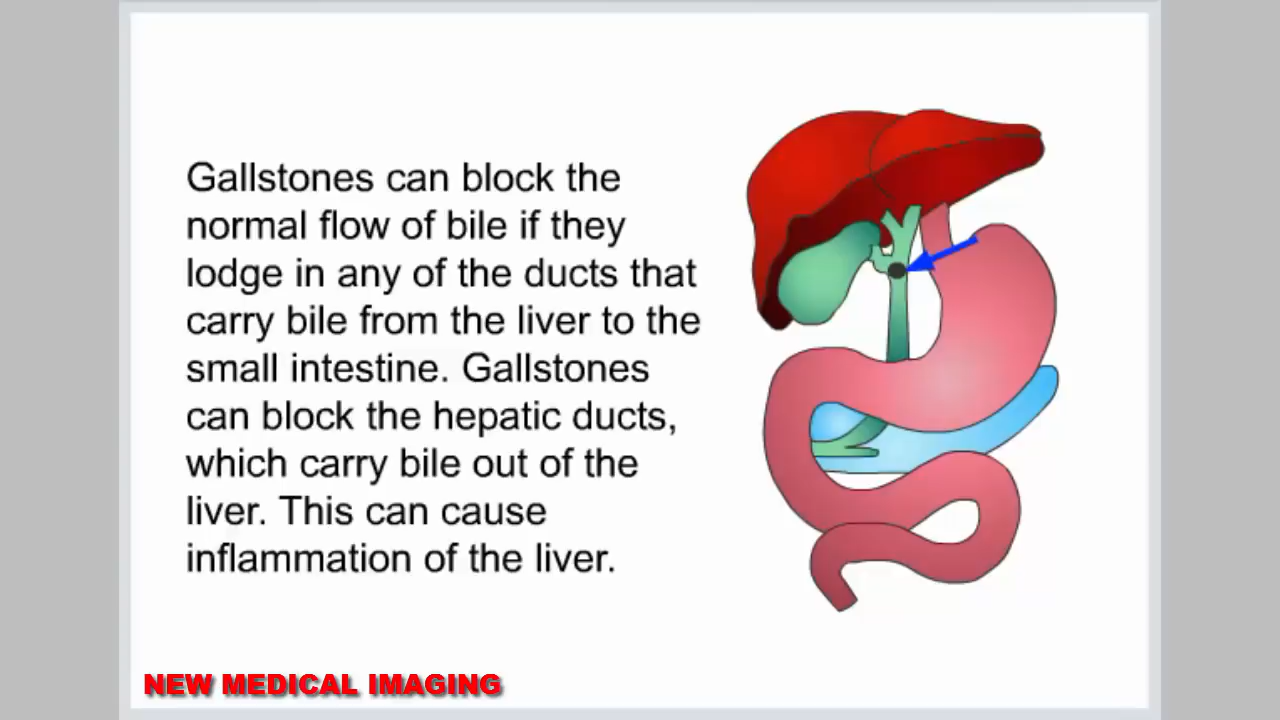 Gallstones can block the
normal flow of bile if they
lodge in any of the ducts that
carry bile from the liver to the
small intestine. Gallstones
can block the hepatic ducts,
which carry bile out of the
liver. This can cause
inflammation of the liver.
NEW MEDICAL IMAGING